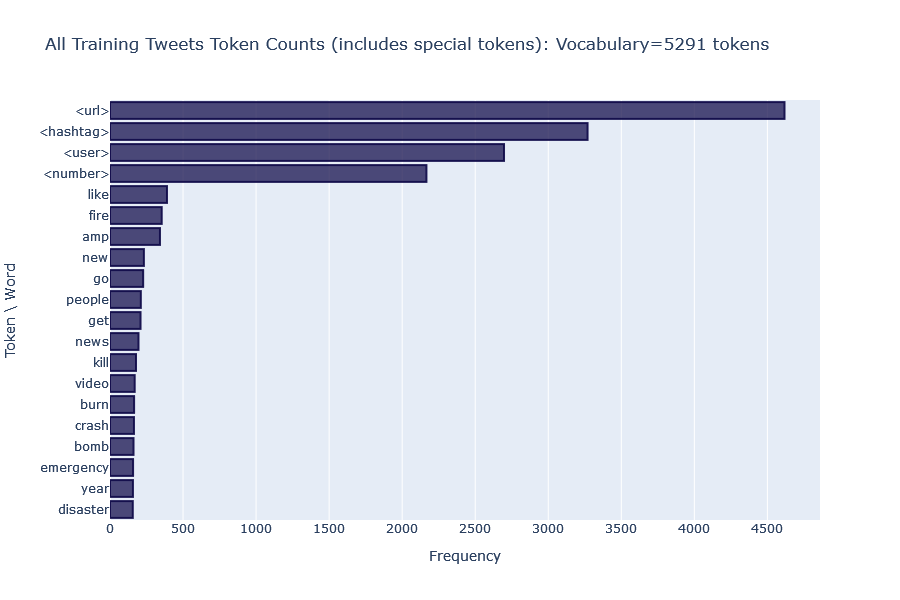 All Training Tweets Token Counts (includes special tokens): Vocabulary=5291 tokens
<url>
<hashtag>
<user>
<number>
like
fire
amp
new
go
people
get
news
kill
video
burn
crash
bomb
emergency
year
disaster
Token \ Word
0 500 1000 1500 2000 2500 3000 3500 4000 4500
Frequency